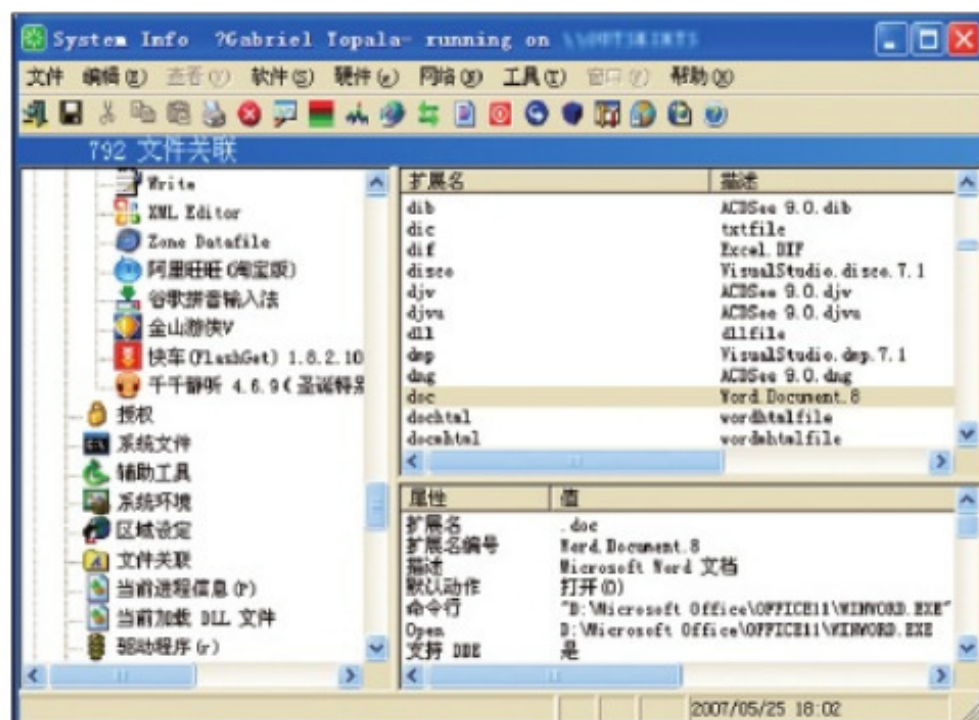 System Info ?Gabriel Topala- running on
文件 编辑(E) 查看(V) 软件(S) 硬件(e) 网络(N) 工具(T) 窗口(W) 帮助(X)
792 文件关联
Write
XML Editor
Zone Datafile
阿里旺旺(淘宝版)
谷歌拼音输入法
金山游侠V
快车(FlashGet) 1.8.2.10
千千静听 4.6.9(圣诞特别
授权
系统文件
辅助工具
系统环境
区域设定
文件关联
当前进程信息(P)
当前加载 DLL 文件
驱动程序(r)
扩展名 描述
dib ACDSee 9.0.dib
dic txtfile
dif Excel.DIF
disco VisualStudio.disco.7.1
djv ACDSee 9.0.djv
djvu ACDSee 9.0.djvu
dll dllfile
dmp VisualStudio.dmp.7.1
dng ACDSee 9.0.dng
doc Word.Document.8
dochtml wordhtmlfile
docmhtml wordmhtmlfile
属性 值
扩展名 .doc
扩展名编号 Word.Document.8
描述 Microsoft Word 文档
默认动作 打开(O)
命令行 "D:\Microsoft Office\OFFICE11\WINWORD.EXE"
Open D:\Microsoft Office\OFFICE11\WINWORD.EXE
支持 DDE 是
2007/05/25 18:02